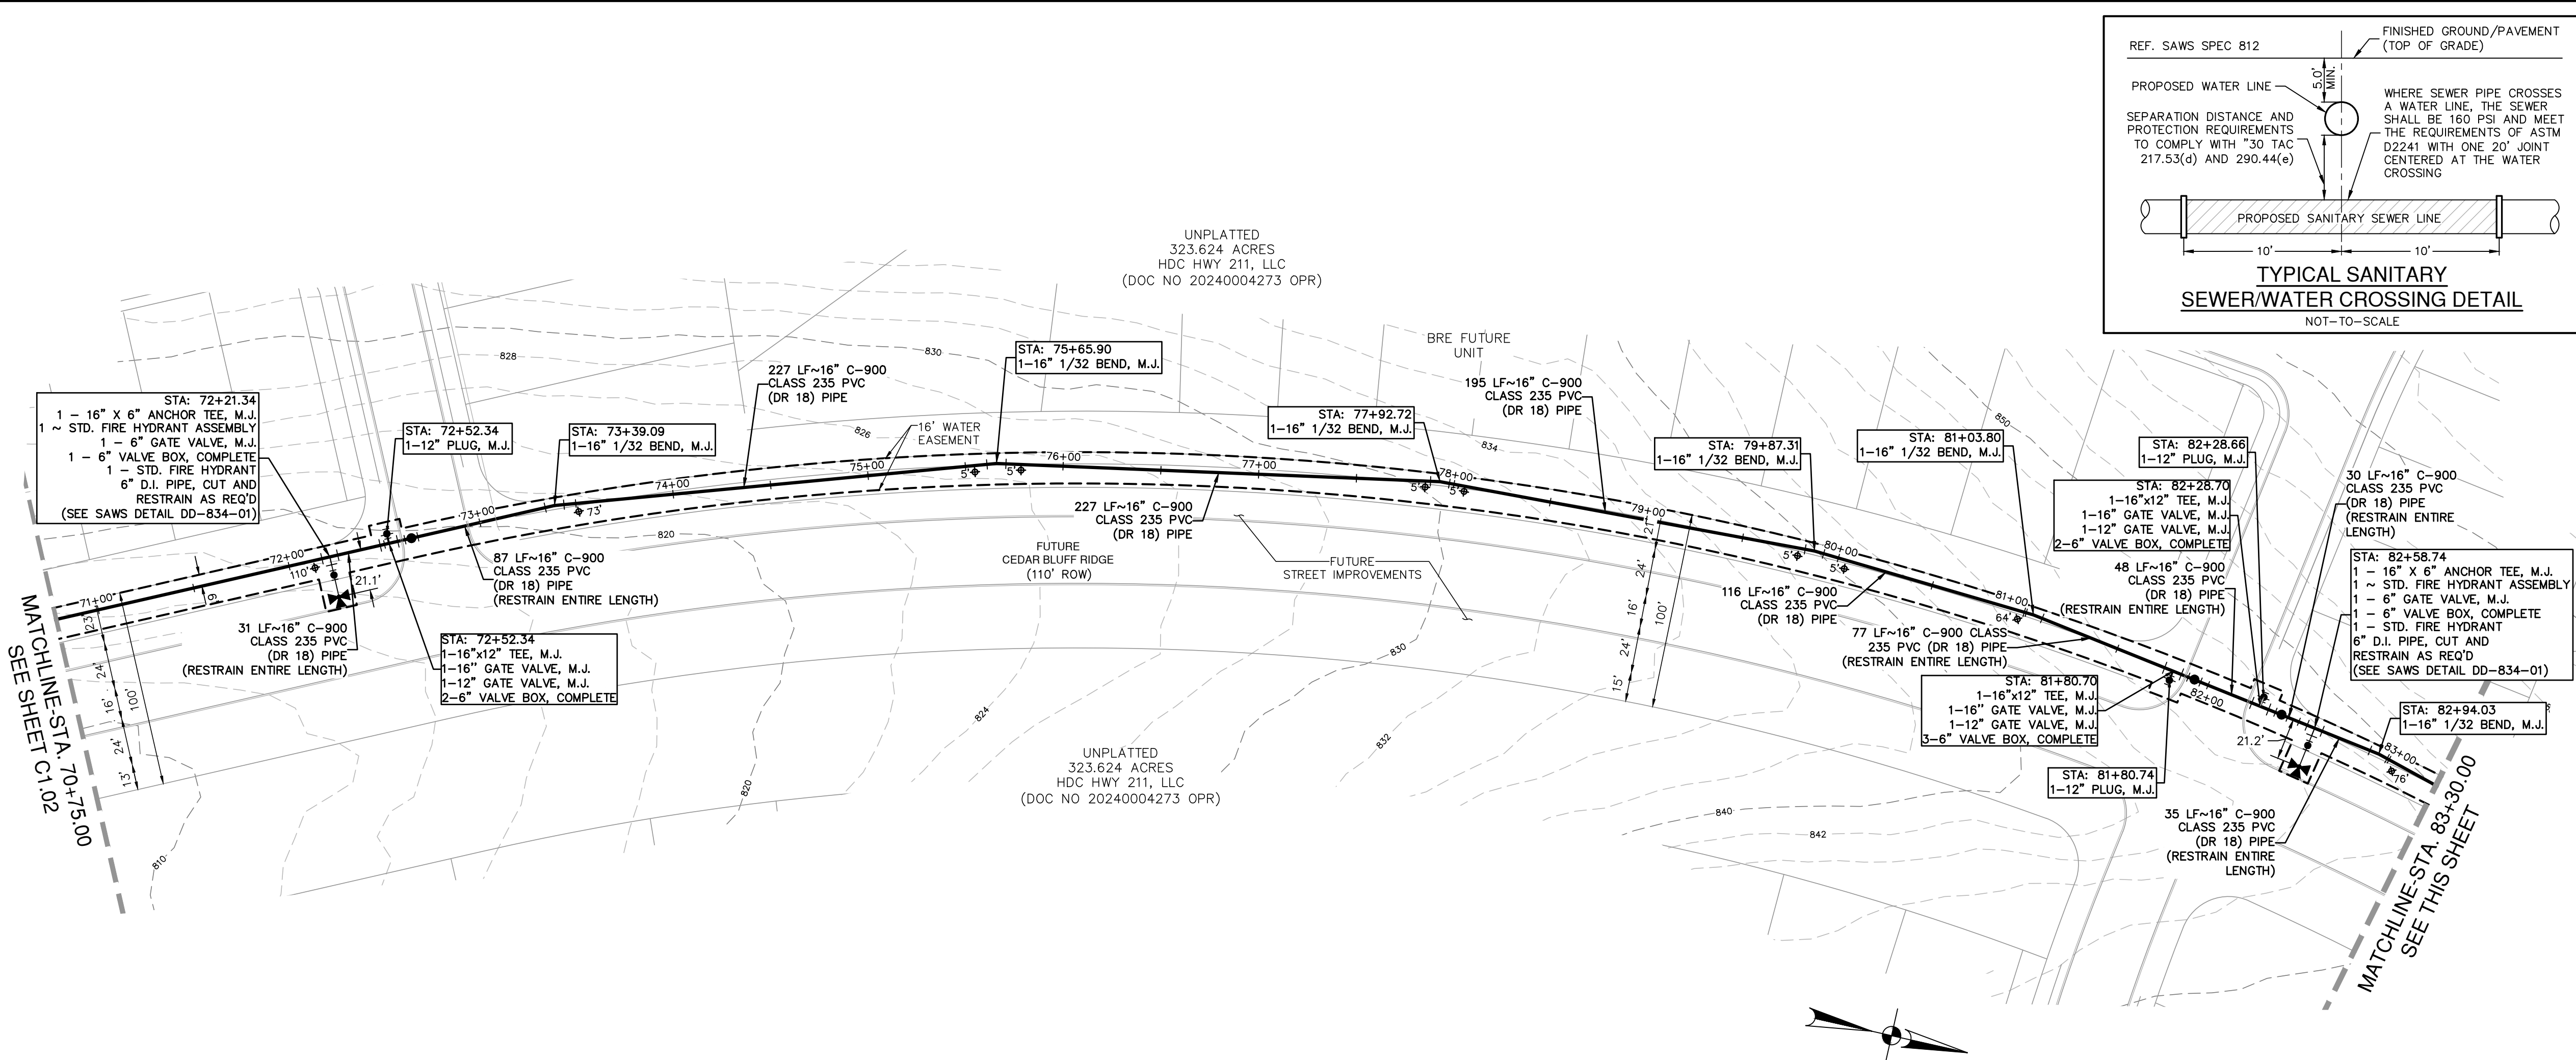 REF. SAWS SPEC 812
FINISHED GROUND/PAVEMENT
(TOP OF GRADE)
5.0'
MIN.
PROPOSED WATER LINE
SEPARATION DISTANCE AND
PROTECTION REQUIREMENTS
TO COMPLY WITH "30 TAC
217.53(d) AND 290.44(e)
WHERE SEWER PIPE CROSSES
A WATER LINE, THE SEWER
SHALL BE 160 PSI AND MEET
THE REQUIREMENTS OF ASTM
D2241 WITH ONE 20' JOINT
CENTERED AT THE WATER
CROSSING
PROPOSED SANITARY SEWER LINE
10'
10'
TYPICAL SANITARY
SEWER/WATER CROSSING DETAIL
NOT-TO-SCALE
UNPLATTED
323.624 ACRES
HDC HWY 211, LLC
(DOC NO 20240004273 OPR)
BRE FUTURE
UNIT
STA: 72+21.34
1 - 16" X 6" ANCHOR TEE, M.J.
1 ~ STD. FIRE HYDRANT ASSEMBLY
1 - 6" GATE VALVE, M.J.
1 - 6" VALVE BOX, COMPLETE
1 - STD. FIRE HYDRANT
6" D.I. PIPE, CUT AND
RESTRAIN AS REQ'D
(SEE SAWS DETAIL DD-834-01)
STA: 72+52.34
1-12" PLUG, M.J.
STA: 73+39.09
1-16" 1/32 BEND, M.J.
227 LF~16" C-900
CLASS 235 PVC
(DR 18) PIPE
STA: 75+65.90
1-16" 1/32 BEND, M.J.
16' WATER
EASEMENT
STA: 77+92.72
1-16" 1/32 BEND, M.J.
195 LF~16" C-900
CLASS 235 PVC
(DR 18) PIPE
STA: 79+87.31
1-16" 1/32 BEND, M.J.
STA: 81+03.80
1-16" 1/32 BEND, M.J.
STA: 82+28.66
1-12" PLUG, M.J.
STA: 82+28.70
1-16"x12" TEE, M.J.
1-16" GATE VALVE, M.J.
1-12" GATE VALVE, M.J.
2-6" VALVE BOX, COMPLETE
30 LF~16" C-900
CLASS 235 PVC
(DR 18) PIPE
(RESTRAIN ENTIRE
LENGTH)
STA: 82+58.74
1 - 16" X 6" ANCHOR TEE, M.J.
1 ~ STD. FIRE HYDRANT ASSEMBLY
1 - 6" GATE VALVE, M.J.
1 - 6" VALVE BOX, COMPLETE
1 - STD. FIRE HYDRANT
6" D.I. PIPE, CUT AND
RESTRAIN AS REQ'D
(SEE SAWS DETAIL DD-834-01)
48 LF~16" C-900
CLASS 235 PVC
(DR 18) PIPE
(RESTRAIN ENTIRE LENGTH)
STA: 82+94.03
1-16" 1/32 BEND, M.J.
828
830
826
834
850
820
71+00
72+00
73+00
74+00
75+00
76+00
77+00
78+00
79+00
80+00
81+00
82+00
83+00
110'
73'
5'
5'
5'
5'
5'
5'
64'
76'
21.1'
21.2'
31 LF~16" C-900
CLASS 235 PVC
(DR 18) PIPE
(RESTRAIN ENTIRE LENGTH)
87 LF~16" C-900
CLASS 235 PVC
(DR 18) PIPE
(RESTRAIN ENTIRE LENGTH)
STA: 72+52.34
1-16"x12" TEE, M.J.
1-16" GATE VALVE, M.J.
1-12" GATE VALVE, M.J.
2-6" VALVE BOX, COMPLETE
227 LF~16" C-900
CLASS 235 PVC
(DR 18) PIPE
FUTURE
CEDAR BLUFF RIDGE
(110' ROW)
FUTURE
STREET IMPROVEMENTS
116 LF~16" C-900
CLASS 235 PVC
(DR 18) PIPE
77 LF~16" C-900 CLASS
235 PVC (DR 18) PIPE
(RESTRAIN ENTIRE LENGTH)
STA: 81+80.70
1-16"x12" TEE, M.J.
1-16" GATE VALVE, M.J.
1-12" GATE VALVE, M.J.
3-6" VALVE BOX, COMPLETE
STA: 81+80.74
1-12" PLUG, M.J.
35 LF~16" C-900
CLASS 235 PVC
(DR 18) PIPE
(RESTRAIN ENTIRE
LENGTH)
23'
24'
16'
24'
13'
100'
21'
24'
16'
24'
15'
100'
UNPLATTED
323.624 ACRES
HDC HWY 211, LLC
(DOC NO 20240004273 OPR)
810
820
824
830
832
840
842
MATCHLINE-STA. 70+75.00
SEE SHEET C1.02
MATCHLINE-STA. 83+30.00
SEE THIS SHEET